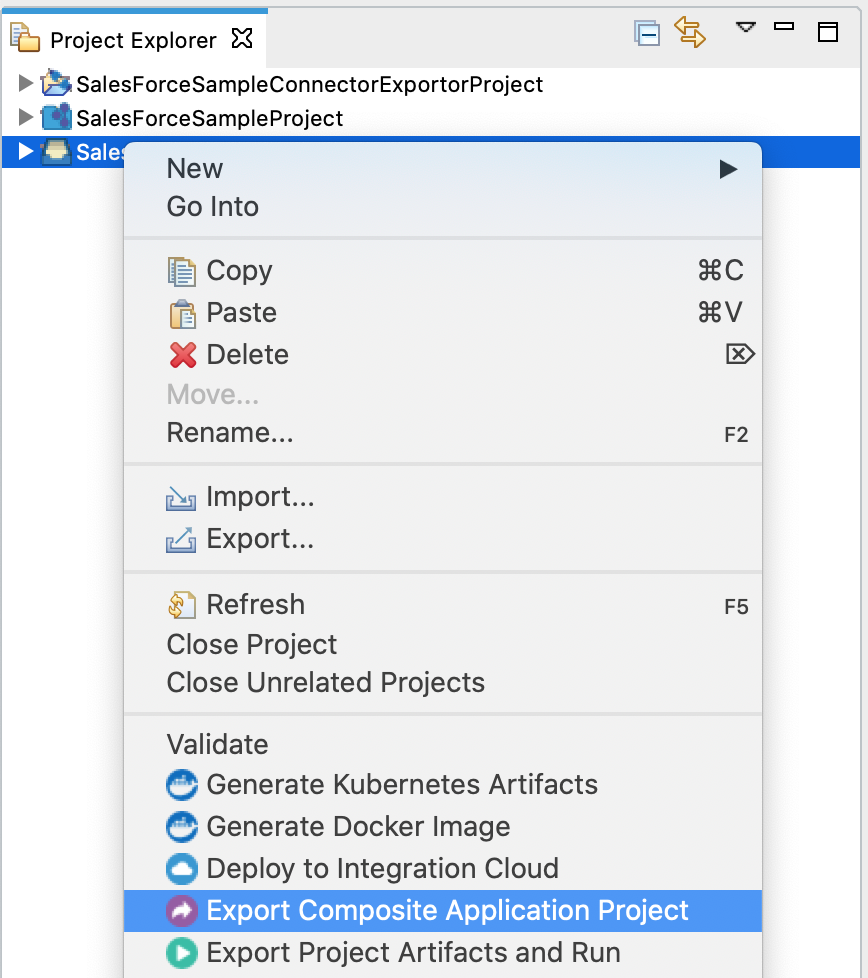 Project Explorer
SalesForceSampleConnectorExportorProject
SalesForceSampleProject
New
Go Into
Copy ⌘C
Paste ⌘V
Delete ⌦
Move...
Rename... F2
Import...
Export...
Refresh F5
Close Project
Close Unrelated Projects
Validate
Generate Kubernetes Artifacts
Generate Docker Image
Deploy to Integration Cloud
Export Composite Application Project
Export Project Artifacts and Run